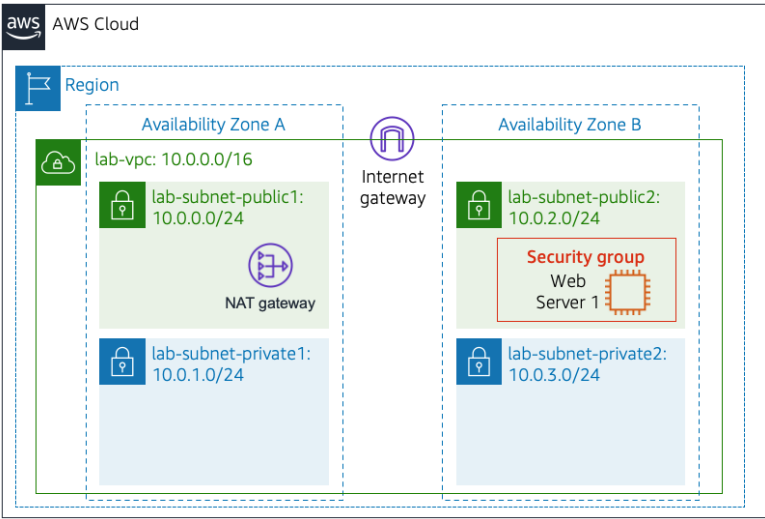 aws
AWS Cloud
Region
Availability Zone A
Availability Zone B
lab-vpc: 10.0.0.0/16
Internet
gateway
lab-subnet-public1:
10.0.0.0/24
NAT gateway
lab-subnet-public2:
10.0.2.0/24
Security group
Web
Server 1
lab-subnet-private1:
10.0.1.0/24
lab-subnet-private2:
10.0.3.0/24